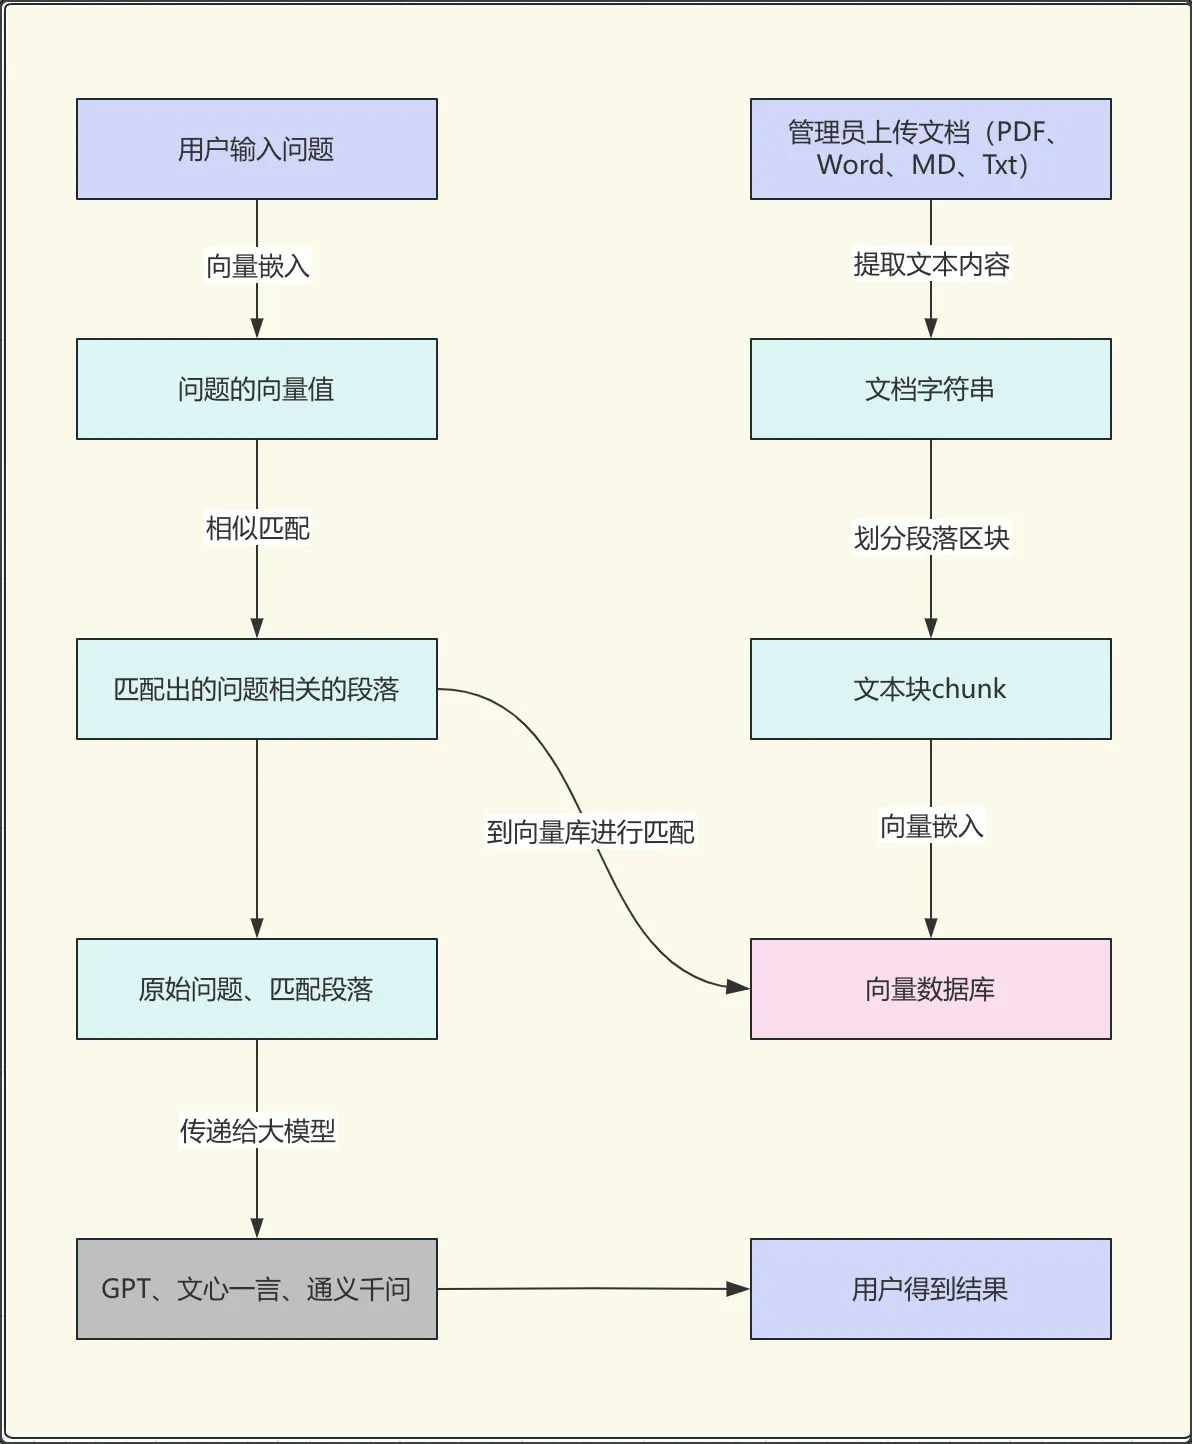 用户输入问题
管理员上传文档（PDF、
Word、MD、Txt）
向量嵌入
提取文本内容
问题的向量值
文档字符串
相似匹配
划分段落区块
匹配出的问题相关的段落
文本块chunk
到向量库进行匹配
向量嵌入
原始问题、匹配段落
向量数据库
传递给大模型
GPT、文心一言、通义千问
用户得到结果